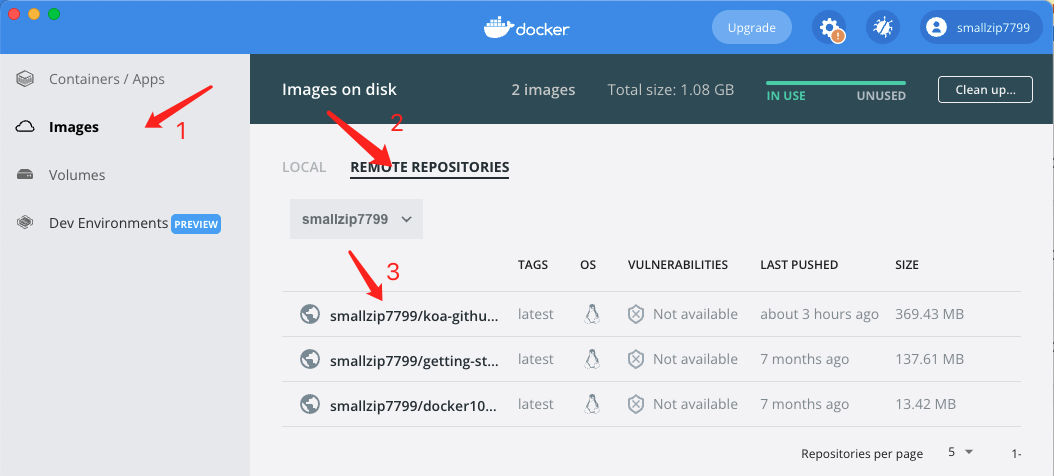 docker
Upgrade
!
smallzip7799
Containers / Apps
Images
Volumes
Dev Environments PREVIEW
1
Images on disk
2 images
Total size: 1.08 GB
IN USE
UNUSED
Clean up...
2
LOCAL
REMOTE REPOSITORIES
smallzip7799
3
TAGS OS VULNERABILITIES LAST PUSHED SIZE
smallzip7799/koa-githu... latest Not available about 3 hours ago 369.43 MB
smallzip7799/getting-st... latest Not available 7 months ago 137.61 MB
smallzip7799/docker10... latest Not available 7 months ago 13.42 MB
Repositories per page 5 1-